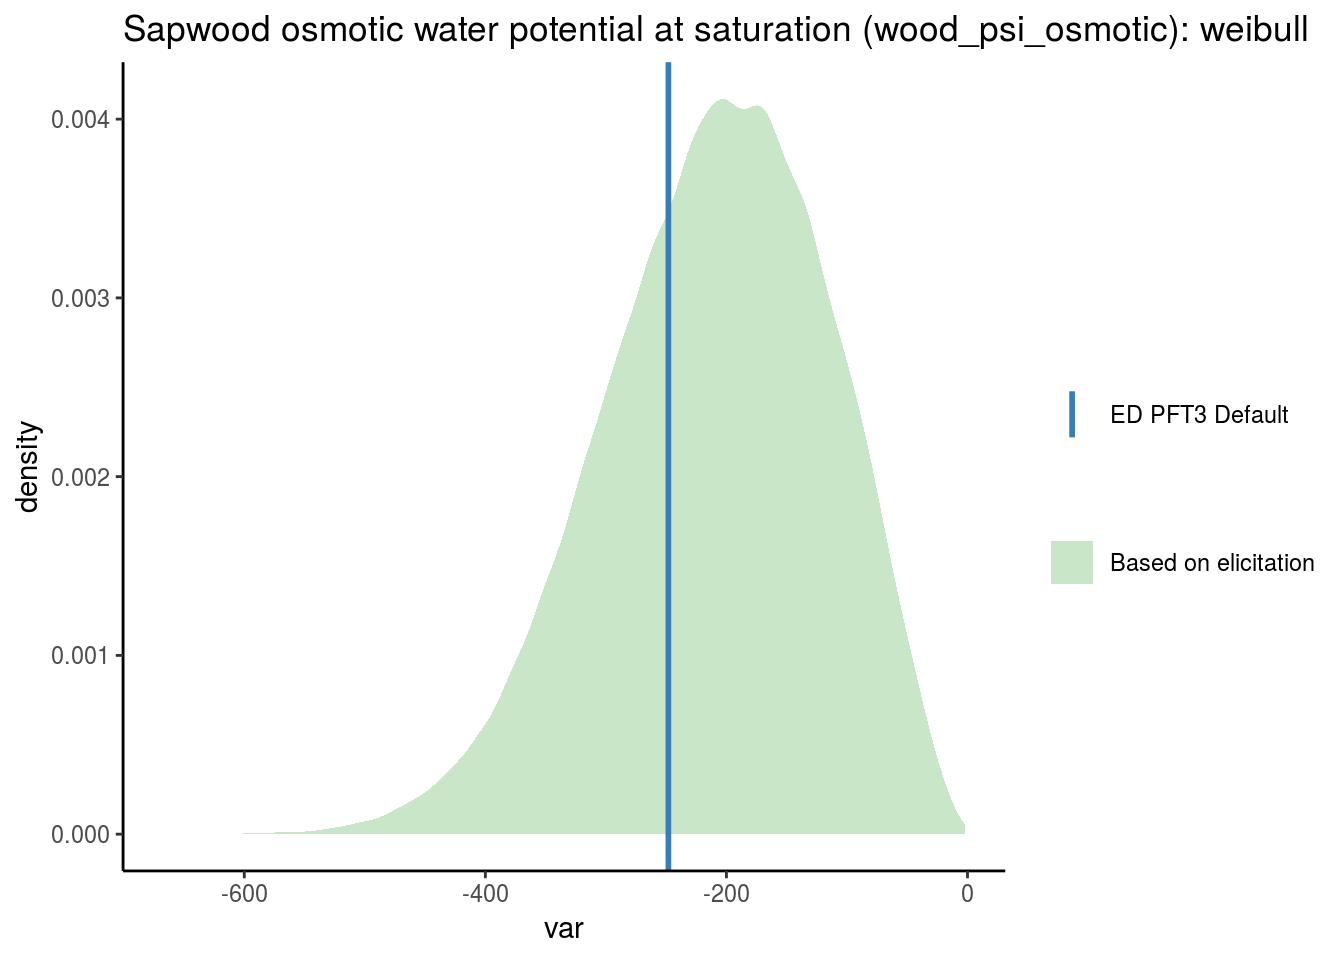 Sapwood osmotic water potential at saturation (wood_psi_osmotic): weibull
0.004
0.003
0.002
0.001
0.000
density
-600
-400
-200
0
var
ED PFT3 Default
Based on elicitation